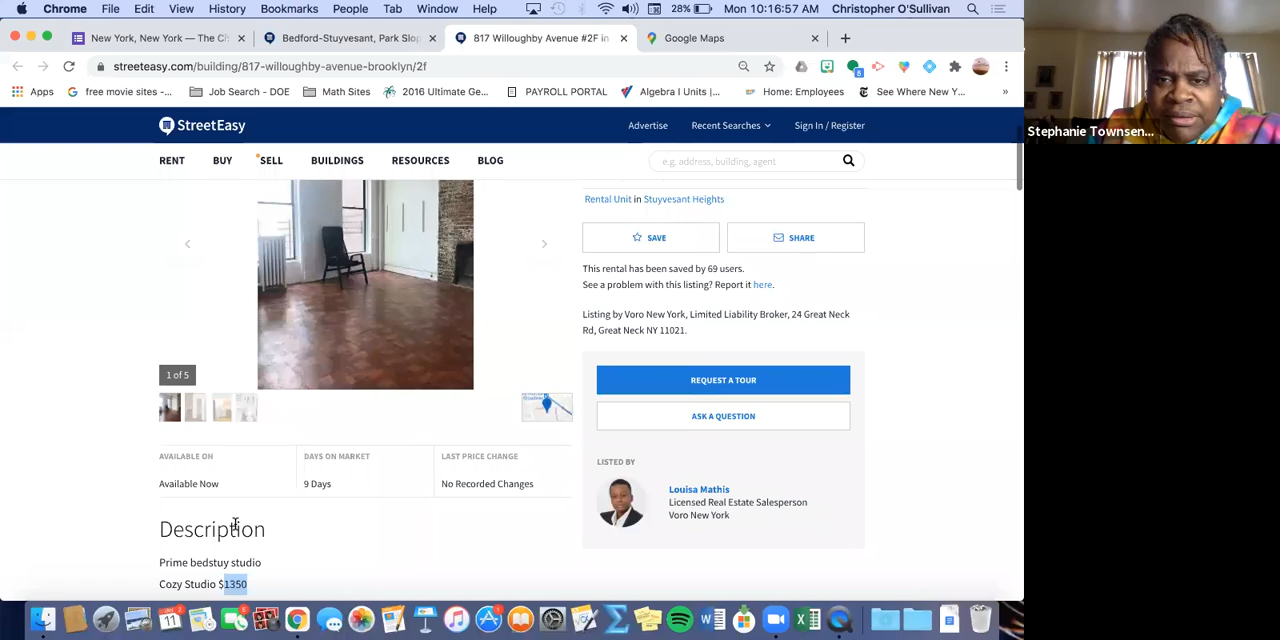 Chrome File Edit View History Bookmarks People Tab Window Help 28% Mon 10:16:57 AM Christopher O'Sullivan
New York, New York — The Ci
Bedford-Stuyvesant, Park Slop
817 Willoughby Avenue #2F in
Google Maps
streeteasy.com/building/817-willoughby-avenue-brooklyn/2f
8
Apps free movie sites -... Job Search - DOE Math Sites 2016 Ultimate Ge... PAYROLL PORTAL Algebra I Units |... Home: Employees See Where New Y... »
Stephanie Townsen...
StreetEasy
Advertise Recent Searches Sign In / Register
RENT BUY SELL BUILDINGS RESOURCES BLOG
e.g. address, building, agent
Rental Unit in Stuyvesant Heights
SAVE
SHARE
This rental has been saved by 69 users.
See a problem with this listing? Report it here.
Listing by Voro New York, Limited Liability Broker, 24 Great Neck
Rd, Great Neck NY 11021.
1 of 5
REQUEST A TOUR
ASK A QUESTION
AVAILABLE ON
Available Now
DAYS ON MARKET
9 Days
LAST PRICE CHANGE
No Recorded Changes
LISTED BY
Louisa Mathis
Licensed Real Estate Salesperson
Voro New York
Description
Prime bedstuy studio
Cozy Studio $1350